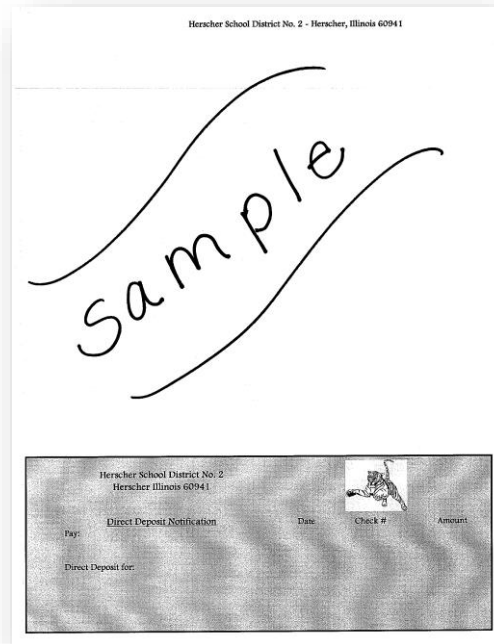 Herscher School District No. 2 - Herscher, Illinois 60941
Sample
Herscher School District No. 2
Herscher Illinois 60941
Direct Deposit Notification
Date Check # Amount
Pay:
Direct Deposit for: